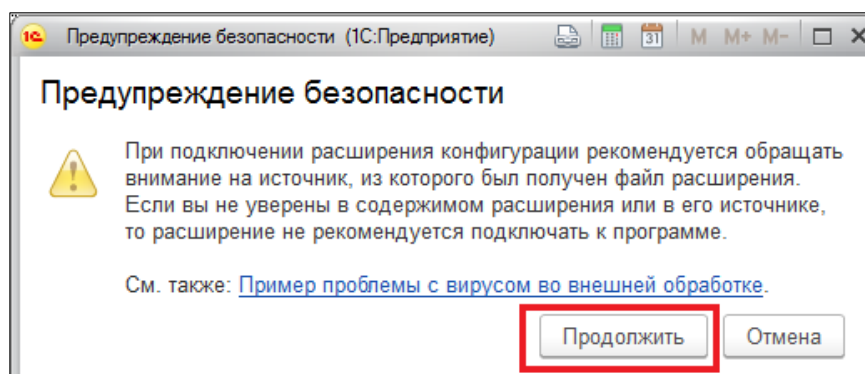 1С Предупреждение безопасности (1С:Предприятие) 31 M M+ M-
Предупреждение безопасности
При подключении расширения конфигурации рекомендуется обращать
внимание на источник, из которого был получен файл расширения.
Если вы не уверены в содержимом расширения или в его источнике,
то расширение не рекомендуется подключать к программе.
См. также: Пример проблемы с вирусом во внешней обработке.
Продолжить Отмена